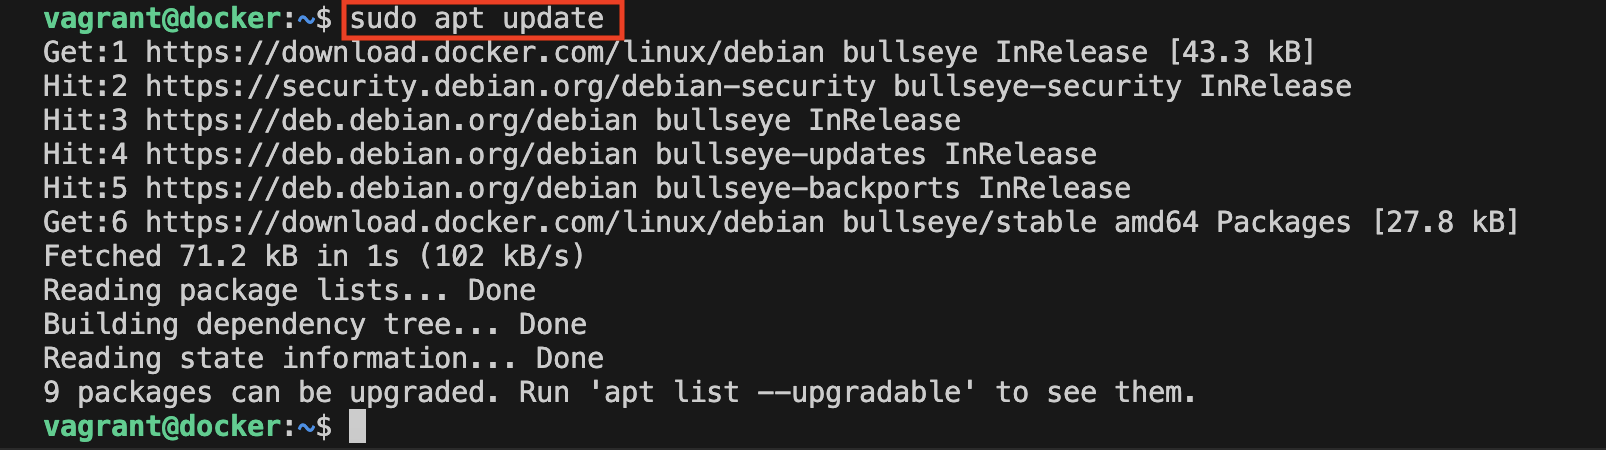 vagrant@docker:~$ sudo apt update
Get:1 https://download.docker.com/linux/debian bullseye InRelease [43.3 kB]
Hit:2 https://security.debian.org/debian-security bullseye-security InRelease
Hit:3 https://deb.debian.org/debian bullseye InRelease
Hit:4 https://deb.debian.org/debian bullseye-updates InRelease
Hit:5 https://deb.debian.org/debian bullseye-backports InRelease
Get:6 https://download.docker.com/linux/debian bullseye/stable amd64 Packages [27.8 kB]
Fetched 71.2 kB in 1s (102 kB/s)
Reading package lists... Done
Building dependency tree... Done
Reading state information... Done
9 packages can be upgraded. Run 'apt list --upgradable' to see them.
vagrant@docker:~$